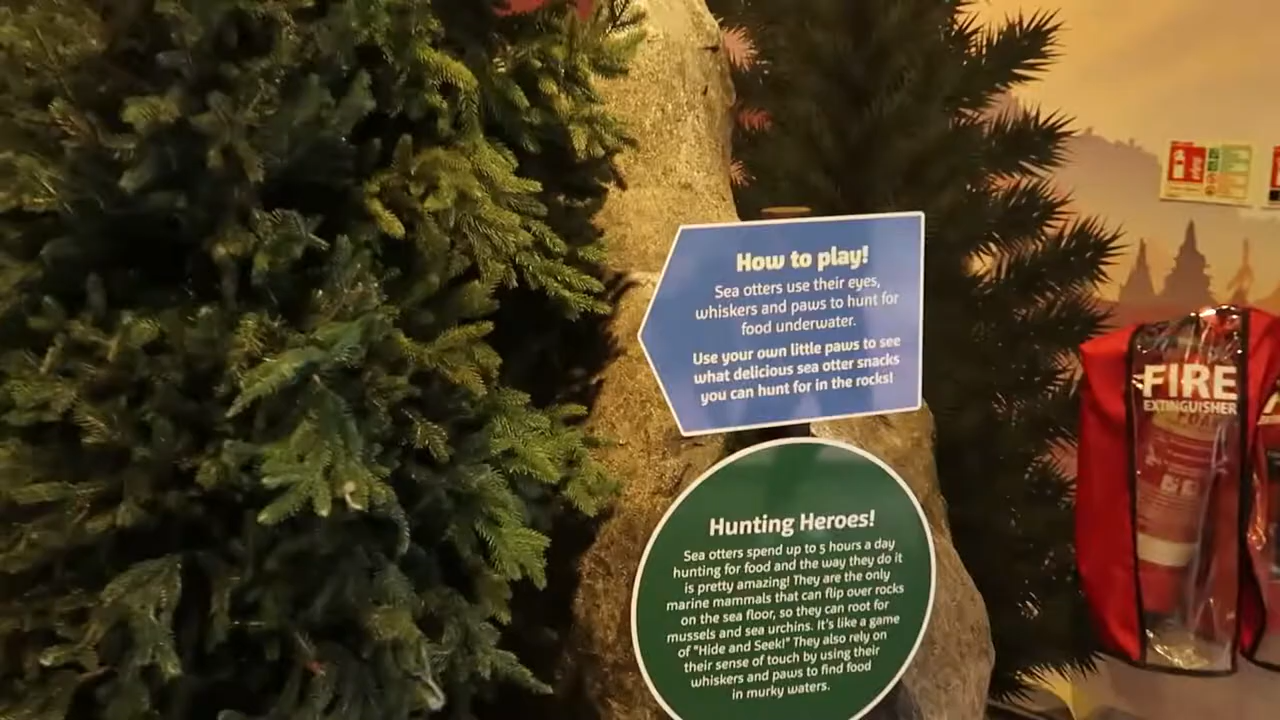 How to play!
Sea otters use their eyes,
whiskers and paws to hunt for
food underwater.
Use your own little paws to see
what delicious sea otter snacks
you can hunt for in the rocks!
Hunting Heroes!
Sea otters spend up to 5 hours a day
hunting for food and the way they do it
is pretty amazing! They are the only
marine mammals that can flip over rocks
on the sea floor, so they can root for
mussels and sea urchins. It's like a game
of "Hide and Seek!" They also rely on
their sense of touch by using their
whiskers and paws to find food
in murky waters.
FIRE
EXTINGUISHER